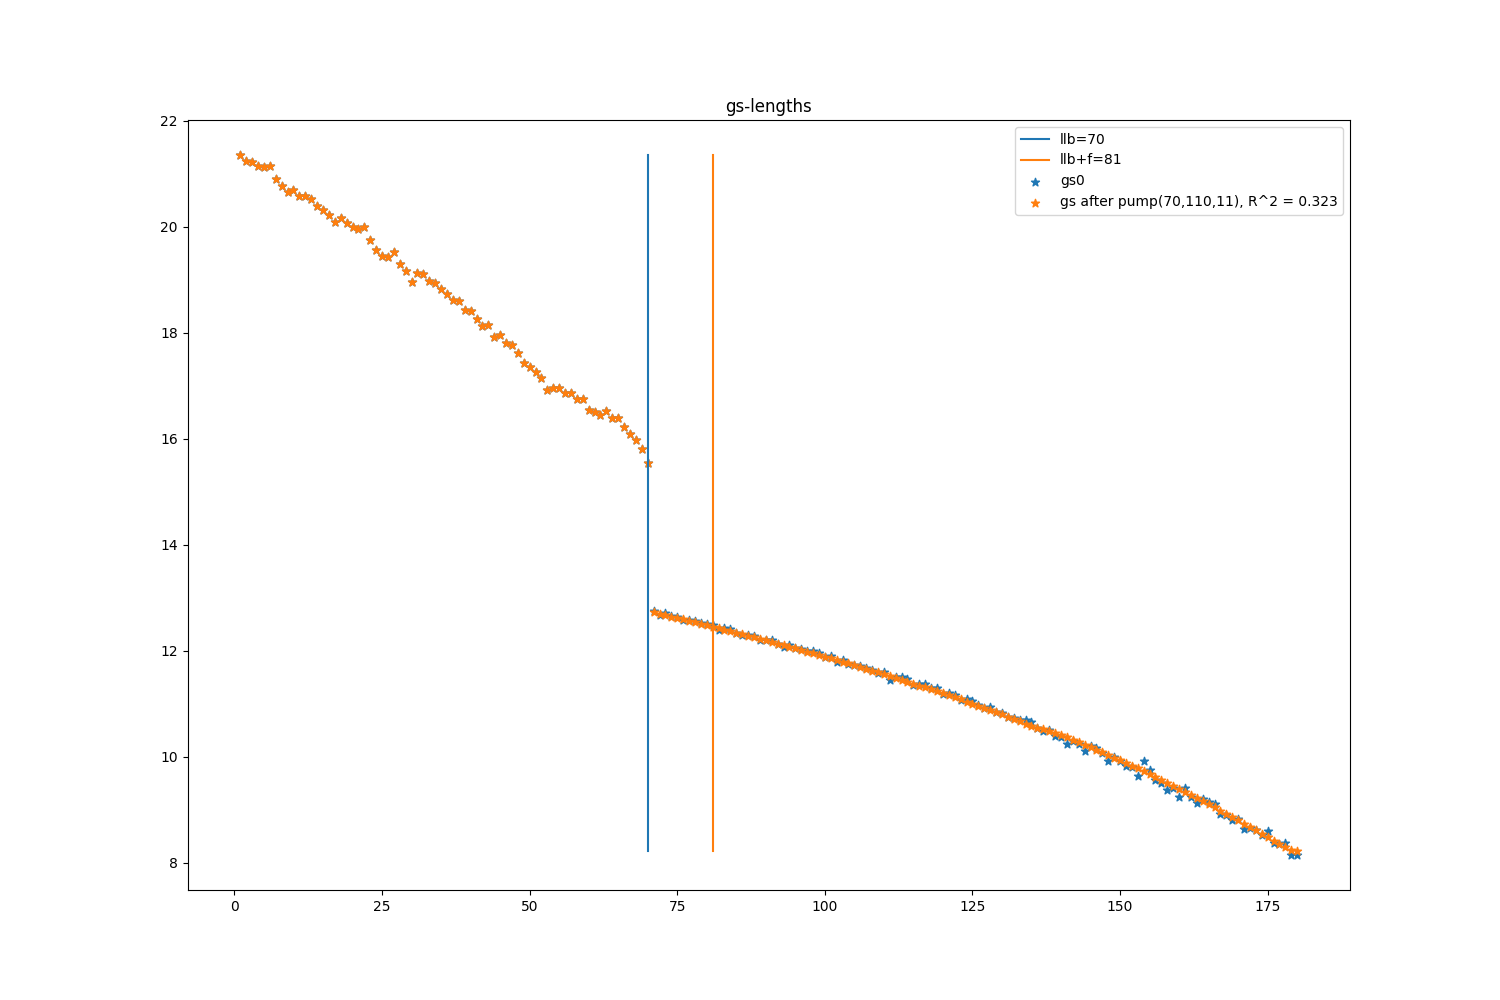 gs-lengths
llb=70
llb+f=81
gs0
gs after pump(70,110,11), R^2 = 0.323
22
20
18
16
14
12
10
8
0 25 50 75 100 125 150 175